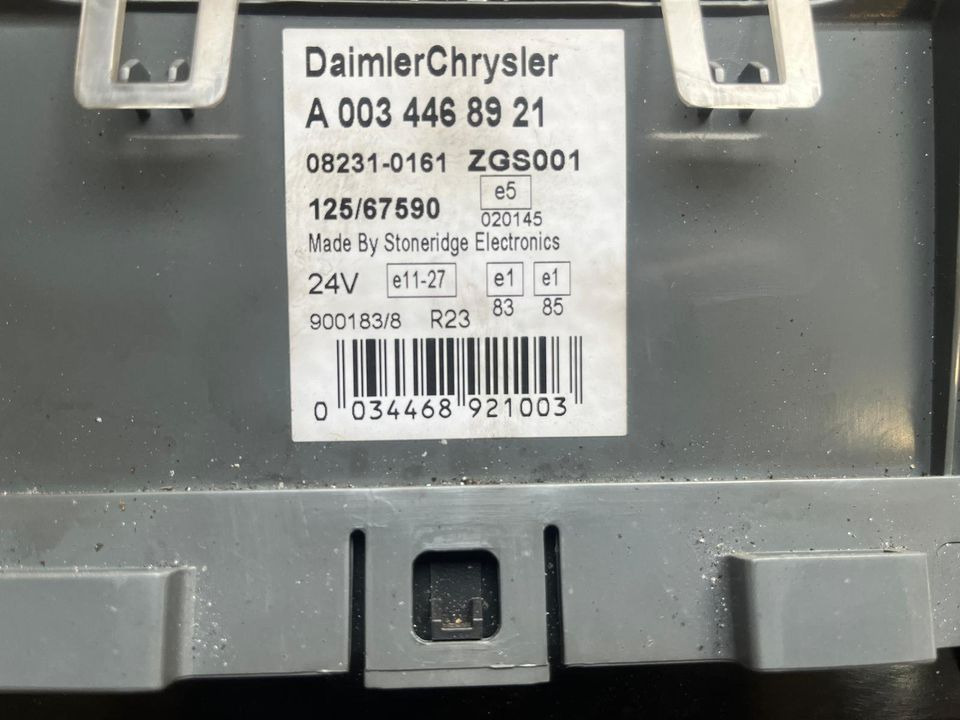 DaimlerChrysler
A 003 446 89 21
08231-0161 ZGS001
e5
125/67590
020145
Made By Stoneridge Electronics
24V e11-27 e1 e1
83 85
900183/8 R23
0 034468 921003